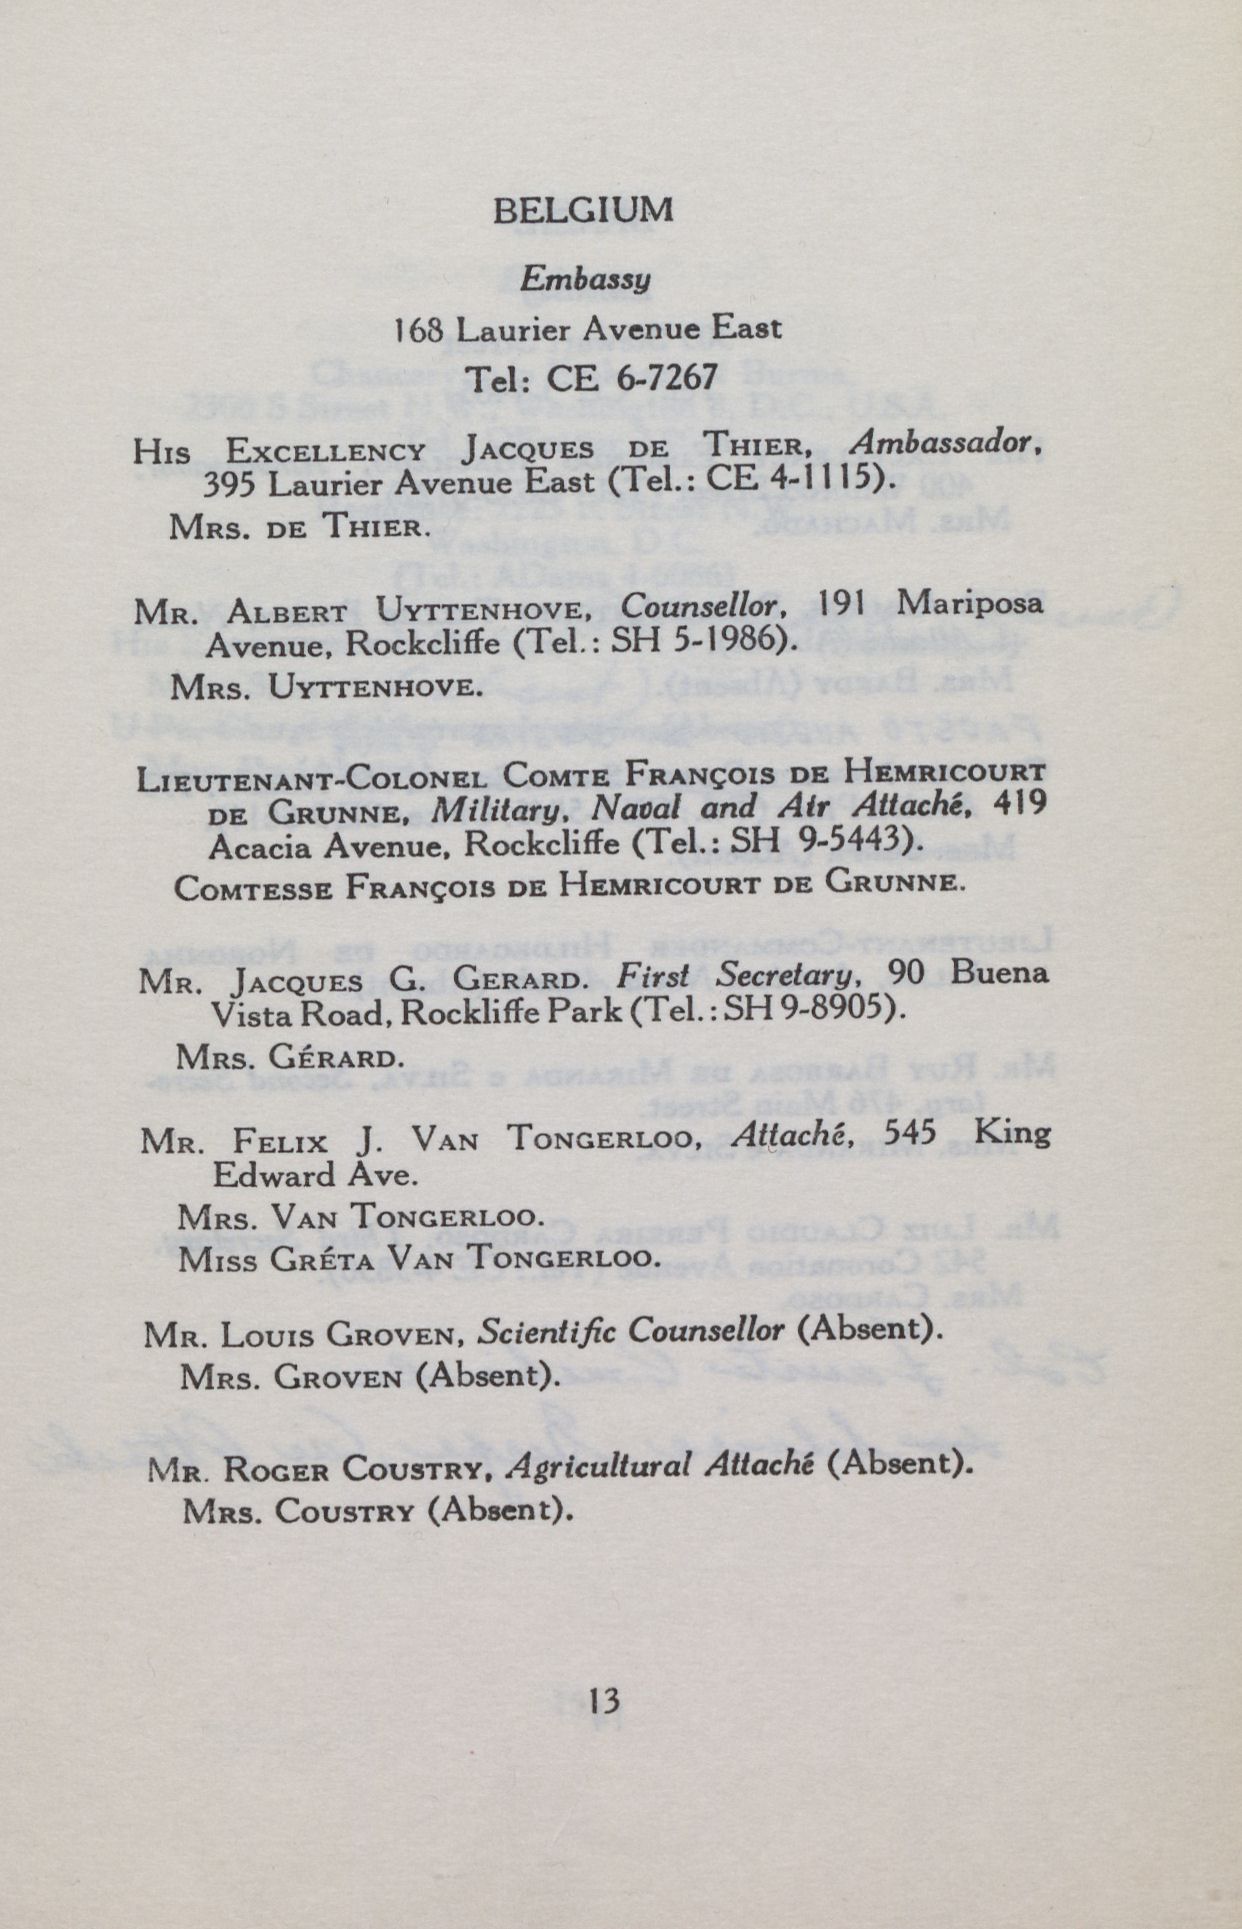 BELGIUM
Embassy
168 Laurier Avenue East
Tel: CE 6-7267
His Excellency Jacques de Thier, Ambassador,
395 Laurier Avenue East (Tel.: CE 4-1115).
Mrs. de Thier.
Mr. Albert Uyttenhove, Counsellor, 191 Mariposa
Avenue, Rockcliffe (Tel.: SH 5-1986).
Mrs. Uyttenhove.
Lieutenant-Colonel Comte François de Hemricourt
de Grunne, Military, Naval and Air Attaché, 419
Acacia Avenue, Rockcliffe (Tel.: SH 9-5443).
Comtesse François de Hemricourt de Grunne.
Mr. Jacques G. Gerard. First Secretary, 90 Buena
Vista Road, Rockliffe Park (Tel.: SH 9-8905).
Mrs. Gérard.
Mr. Felix J. Van Tongerloo, Attaché, 545 King
Edward Ave.
Mrs. Van Tongerloo.
Miss Gréta Van Tongerloo.
Mr. Louis Groven, Scientific Counsellor (Absent).
Mrs. Groven (Absent).
Mr. Roger Coustry, Agricultural Attaché (Absent).
Mrs. Coustry (Absent).
13